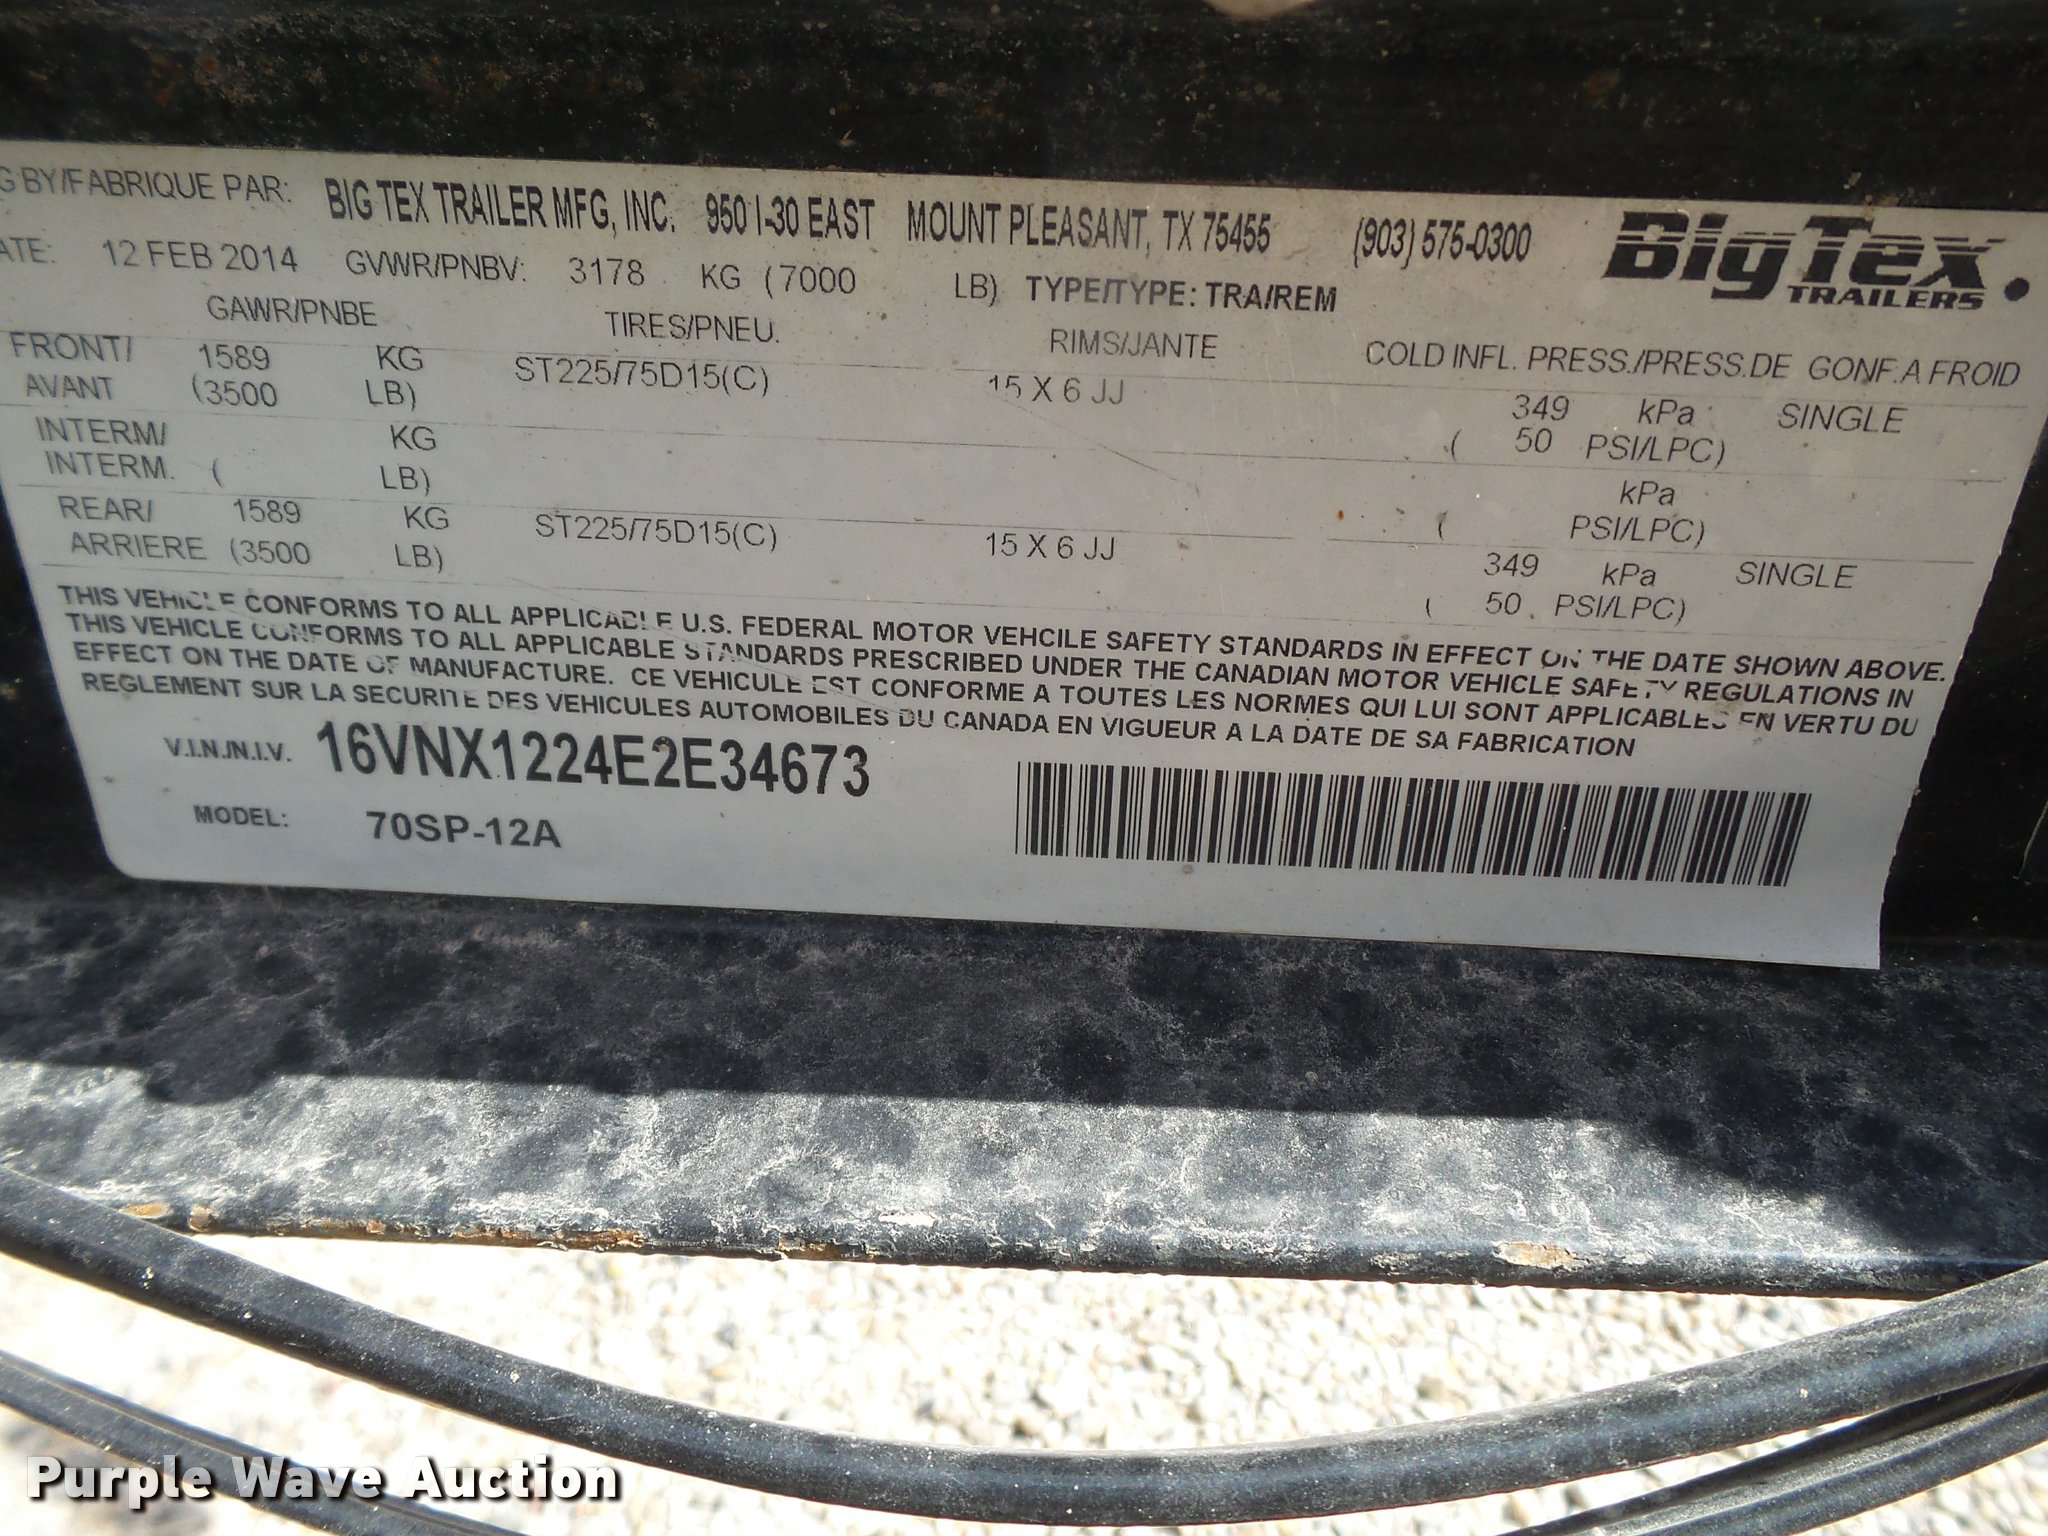 G BY/FABRIQUE PAR: BIG TEX TRAILER MFG, INC. 950 I-30 EAST MOUNT PLEASANT, TX 75455 (903) 575-0300 BigTex TRAILERS
ATE: 12 FEB 2014 GVWR/PNBV: 3178 KG (7000 LB) TYPE/TYPE: TRA/REM
GAWR/PNBE TIRES/PNEU. RIMS/JANTE COLD INFL. PRESS./PRESS.DE GONF.A FROID
FRONT/ 1589 KG ST225/75D15(C) 15 X 6 JJ 349 kPa SINGLE
AVANT (3500 LB) ( 50 PSI/LPC)
INTERM/ KG kPa
INTERM. ( LB) ( PSI/LPC)
REAR/ 1589 KG ST225/75D15(C) 15 X 6 JJ 349 kPa SINGLE
ARRIERE (3500 LB) ( 50 PSI/LPC)
THIS VEHICLE CONFORMS TO ALL APPLICABLE U.S. FEDERAL MOTOR VEHCILE SAFETY STANDARDS IN EFFECT ON THE DATE SHOWN ABOVE.
THIS VEHICLE CONFORMS TO ALL APPLICABLE STANDARDS PRESCRIBED UNDER THE CANADIAN MOTOR VEHICLE SAFETY REGULATIONS IN
EFFECT ON THE DATE OF MANUFACTURE. CE VEHICULE EST CONFORME A TOUTES LES NORMES QUI LUI SONT APPLICABLES EN VERTU DU
REGLEMENT SUR LA SECURITE DES VEHICULES AUTOMOBILES DU CANADA EN VIGUEUR A LA DATE DE SA FABRICATION
V.I.N./N.I.V. 16VNX1224E2E34673
MODEL: 70SP-12A
Purple Wave Auction